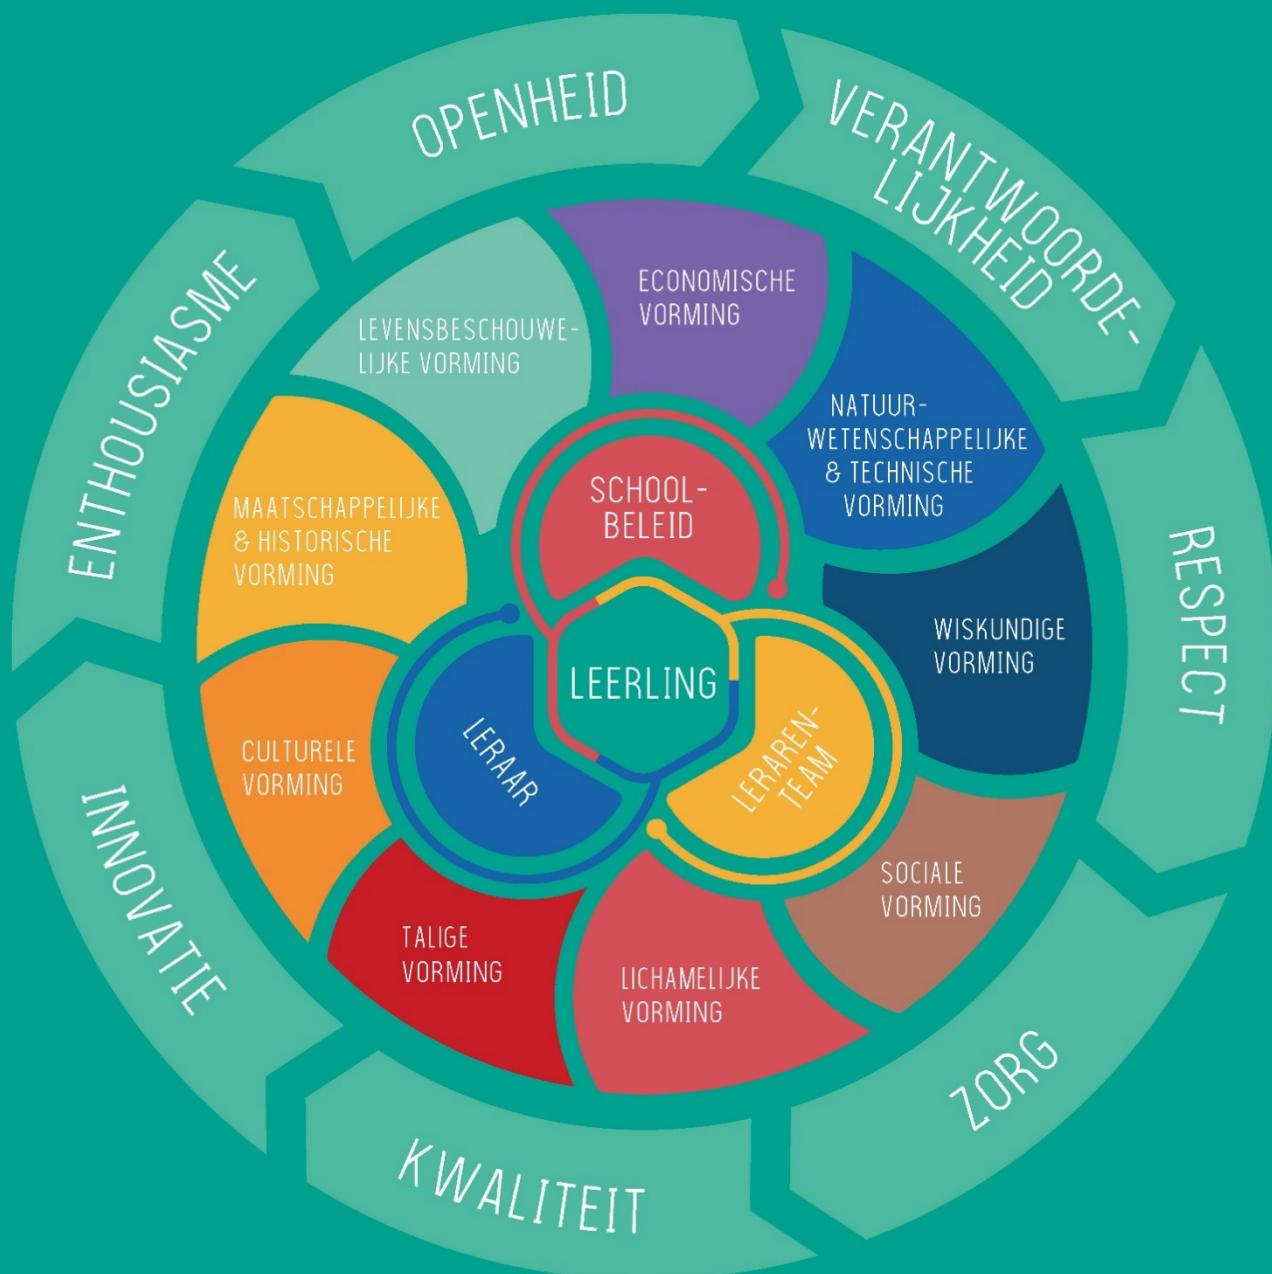 OPENHEID
VERANTWOORDE-
LIJKHEID
RESPECT
ZORG
KWALITEIT
INNOVATIE
ENTHOUSIASME
ECONOMISCHE
VORMING
NATUUR-
WETENSCHAPPELIJKE
& TECHNISCHE
VORMING
WISKUNDIGE
VORMING
SOCIALE
VORMING
LICHAMELIJKE
VORMING
TALIGE
VORMING
CULTURELE
VORMING
MAATSCHAPPELIJKE
& HISTORISCHE
VORMING
LEVENSBESCHOUWE-
LIJKE VORMING
SCHOOL-
BELEID
LERAREN-
TEAM
LERAAR
LEERLING